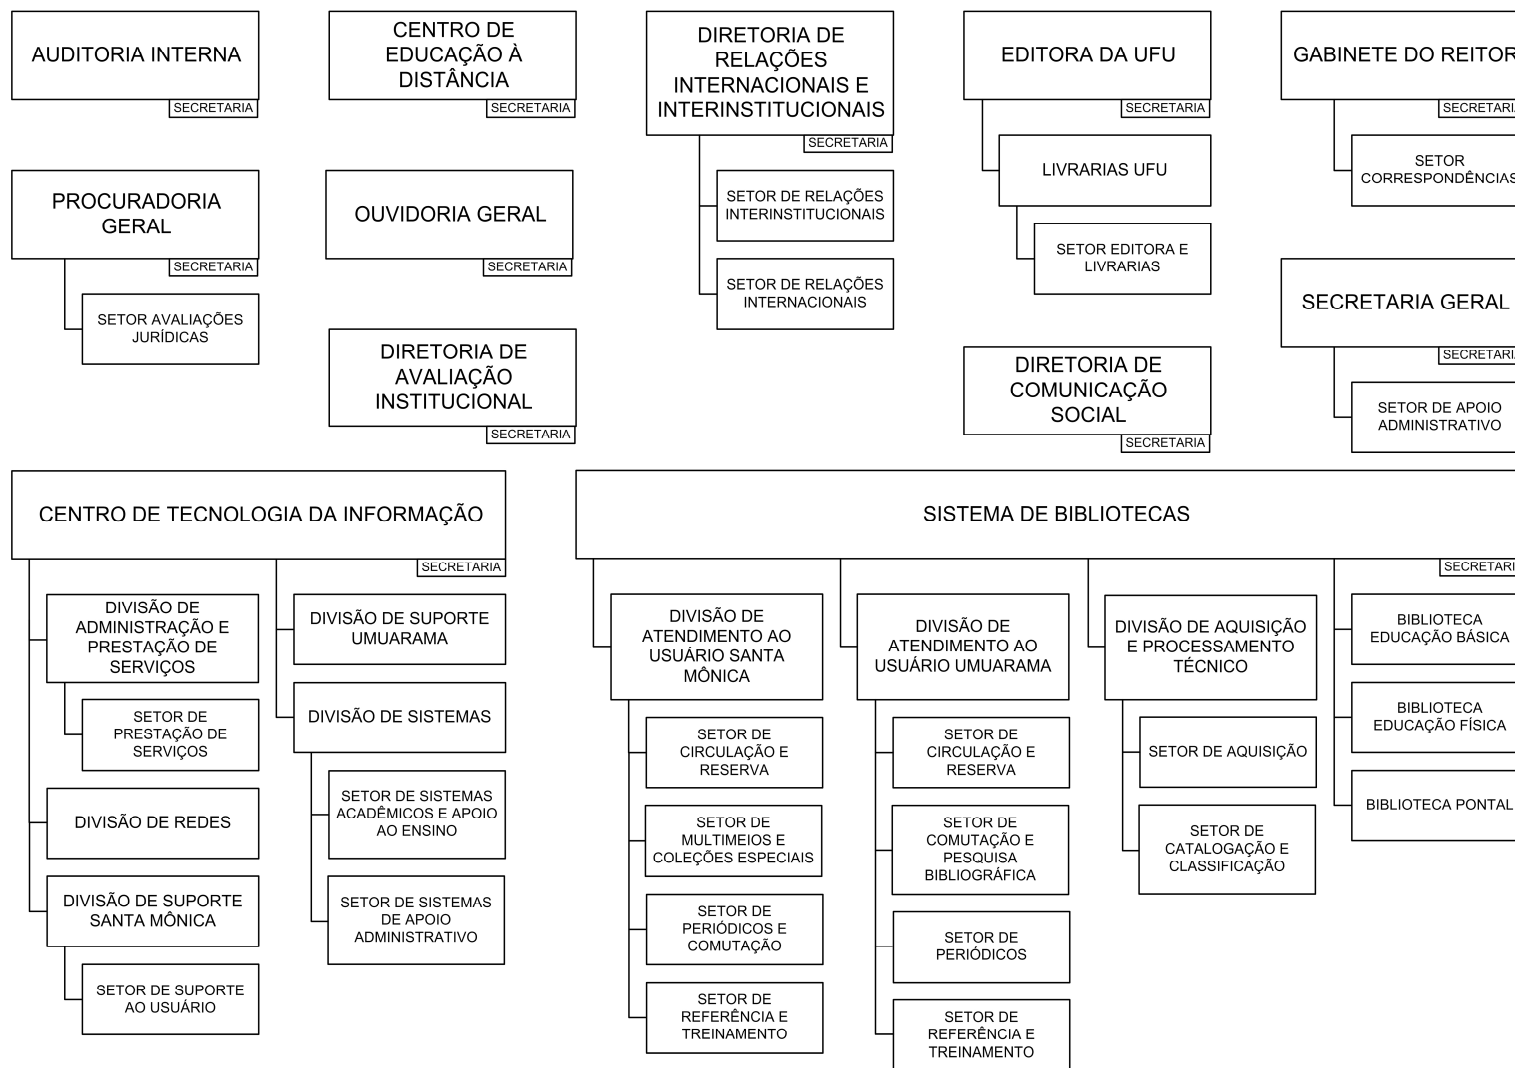 AUDITORIA INTERNA
SECRETARIA
CENTRO DE
EDUCAÇÃO À
DISTÂNCIA
SECRETARIA
DIRETORIA DE
RELAÇÕES
INTERNACIONAIS E
INTERINSTITUCIONAIS
SECRETARIA
SETOR DE RELAÇÕES
INTERINSTITUCIONAIS
SETOR DE RELAÇÕES
INTERNACIONAIS
EDITORA DA UFU
SECRETARIA
LIVRARIAS UFU
SETOR EDITORA E
LIVRARIAS
GABINETE DO REITOR
SECRETARIA
SETOR
CORRESPONDÊNCIAS
PROCURADORIA
GERAL
SECRETARIA
SETOR AVALIAÇÕES
JURÍDICAS
OUVIDORIA GERAL
SECRETARIA
DIRETORIA DE
AVALIAÇÃO
INSTITUCIONAL
SECRETARIA
DIRETORIA DE
COMUNICAÇÃO
SOCIAL
SECRETARIA
SECRETARIA GERAL
SECRETARIA
SETOR DE APOIO
ADMINISTRATIVO
CENTRO DE TECNOLOGIA DA INFORMAÇÃO
SECRETARIA
DIVISÃO DE
ADMINISTRAÇÃO E
PRESTAÇÃO DE
SERVIÇOS
SETOR DE
PRESTAÇÃO DE
SERVIÇOS
DIVISÃO DE REDES
DIVISÃO DE SUPORTE
SANTA MÔNICA
SETOR DE SUPORTE
AO USUÁRIO
DIVISÃO DE SUPORTE
UMUARAMA
DIVISÃO DE SISTEMAS
SETOR DE SISTEMAS
ACADÊMICOS E APOIO
AO ENSINO
SETOR DE SISTEMAS
DE APOIO
ADMINISTRATIVO
SISTEMA DE BIBLIOTECAS
SECRETARIA
DIVISÃO DE
ATENDIMENTO AO
USUÁRIO SANTA
MÔNICA
SETOR DE
CIRCULAÇÃO E
RESERVA
SETOR DE
MULTIMEIOS E
COLEÇÕES ESPECIAIS
SETOR DE
PERIÓDICOS E
COMUTAÇÃO
SETOR DE
REFERÊNCIA E
TREINAMENTO
DIVISÃO DE
ATENDIMENTO AO
USUÁRIO UMUARAMA
SETOR DE
CIRCULAÇÃO E
RESERVA
SETOR DE
COMUTAÇÃO E
PESQUISA
BIBLIOGRÁFICA
SETOR DE
PERIÓDICOS
SETOR DE
REFERÊNCIA E
TREINAMENTO
DIVISÃO DE AQUISIÇÃO
E PROCESSAMENTO
TÉCNICO
SETOR DE AQUISIÇÃO
SETOR DE
CATALOGAÇÃO E
CLASSIFICAÇÃO
BIBLIOTECA
EDUCAÇÃO BÁSICA
BIBLIOTECA
EDUCAÇÃO FÍSICA
BIBLIOTECA PONTAL